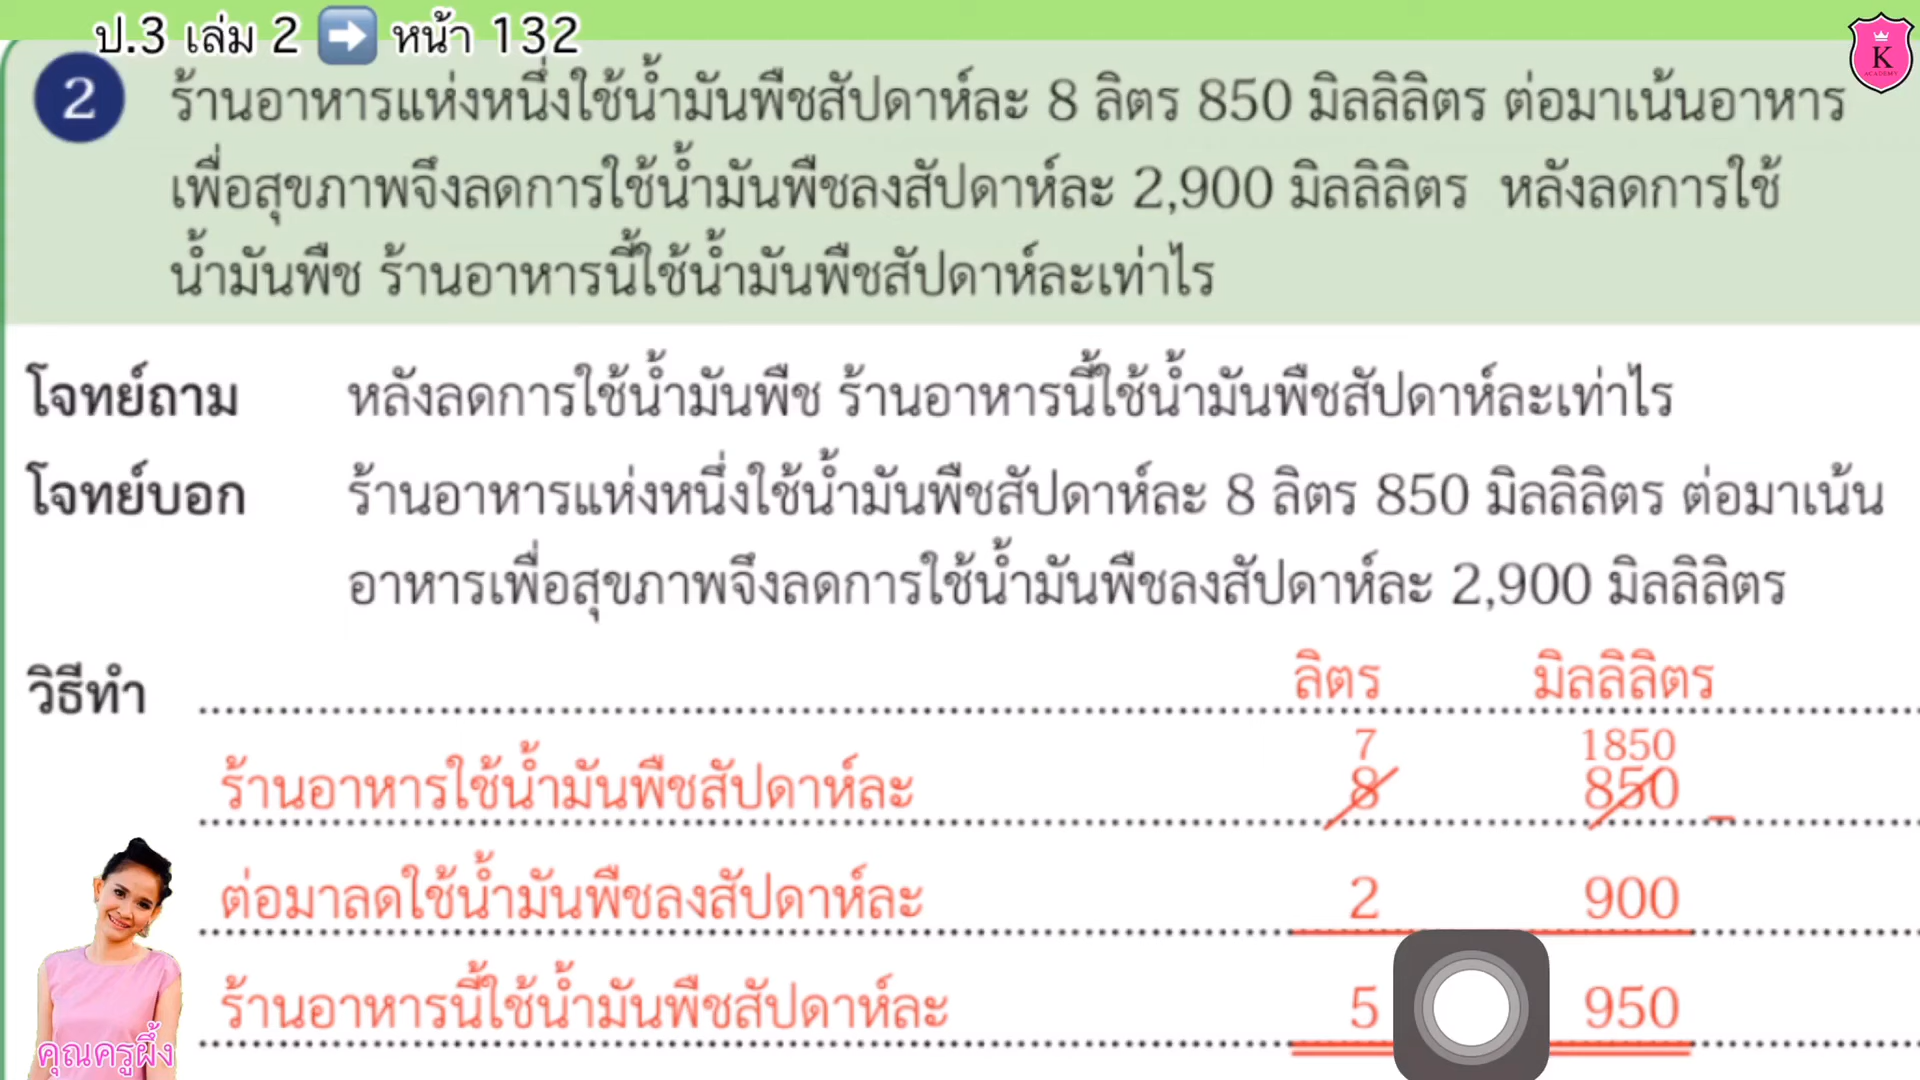 ป.3 เล่ม 2 ➡ หน้า 132
K
ACADEMY
2 ร้านอาหารแห่งหนึ่งใช้น้ำมันพืชสัปดาห์ละ 8 ลิตร 850 มิลลิลิตร ต่อมาเน้นอาหาร
เพื่อสุขภาพจึงลดการใช้น้ำมันพืชลงสัปดาห์ละ 2,900 มิลลิลิตร หลังลดการใช้
น้ำมันพืช ร้านอาหารนี้ใช้น้ำมันพืชสัปดาห์ละเท่าไร
โจทย์ถาม หลังลดการใช้น้ำมันพืช ร้านอาหารนี้ใช้น้ำมันพืชสัปดาห์ละเท่าไร
โจทย์บอก ร้านอาหารแห่งหนึ่งใช้น้ำมันพืชสัปดาห์ละ 8 ลิตร 850 มิลลิลิตร ต่อมาเน้น
อาหารเพื่อสุขภาพจึงลดการใช้น้ำมันพืชลงสัปดาห์ละ 2,900 มิลลิลิตร
วิธีทำ ลิตร มิลลิลิตร
7 1850
ร้านอาหารใช้น้ำมันพืชสัปดาห์ละ 8 850 -
ต่อมาลดใช้น้ำมันพืชลงสัปดาห์ละ 2 900
ร้านอาหารนี้ใช้น้ำมันพืชสัปดาห์ละ 5 950
คุณครูผึ้ง